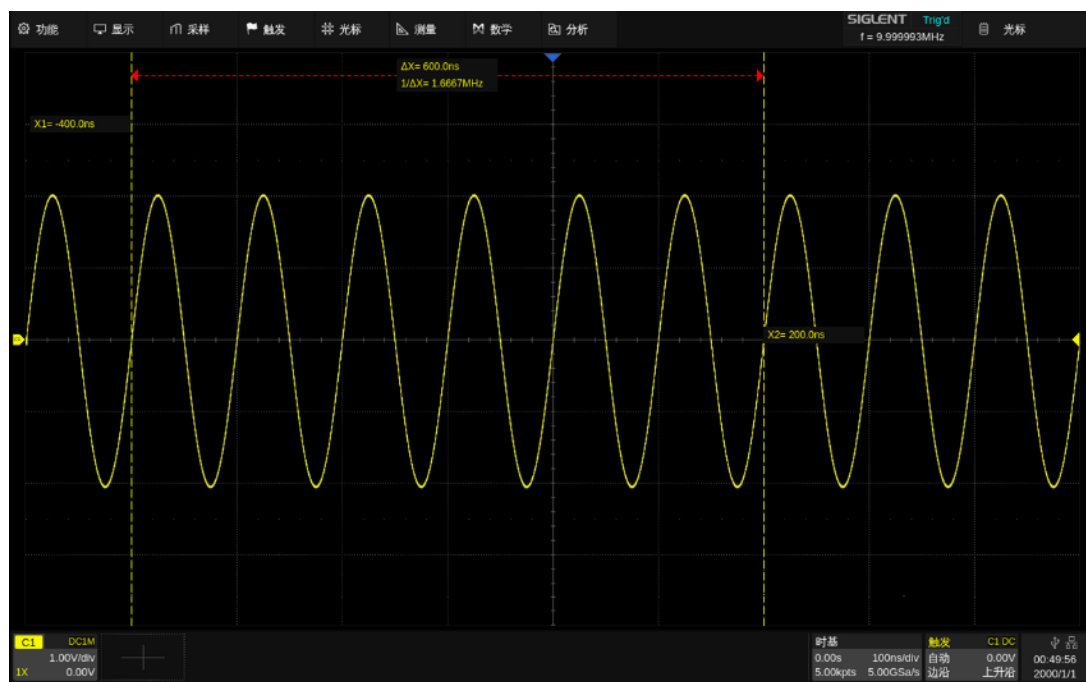 功能 显示 采样 触发 光标 测量 数学 分析 SIGLENT Trig'd 光标
f = 9.999993MHz
ΔX= 600.0ns
1/ΔX= 1.6667MHz
X1= -400.0ns
X2= 200.0ns
C1 DC1M 时基 触发 C1 DC
1.00V/div 0.00s 100ns/div 自动 0.00V 00:49:56
1X 0.00V 5.00kpts 5.00GSa/s 边沿 上升沿 2000/1/1